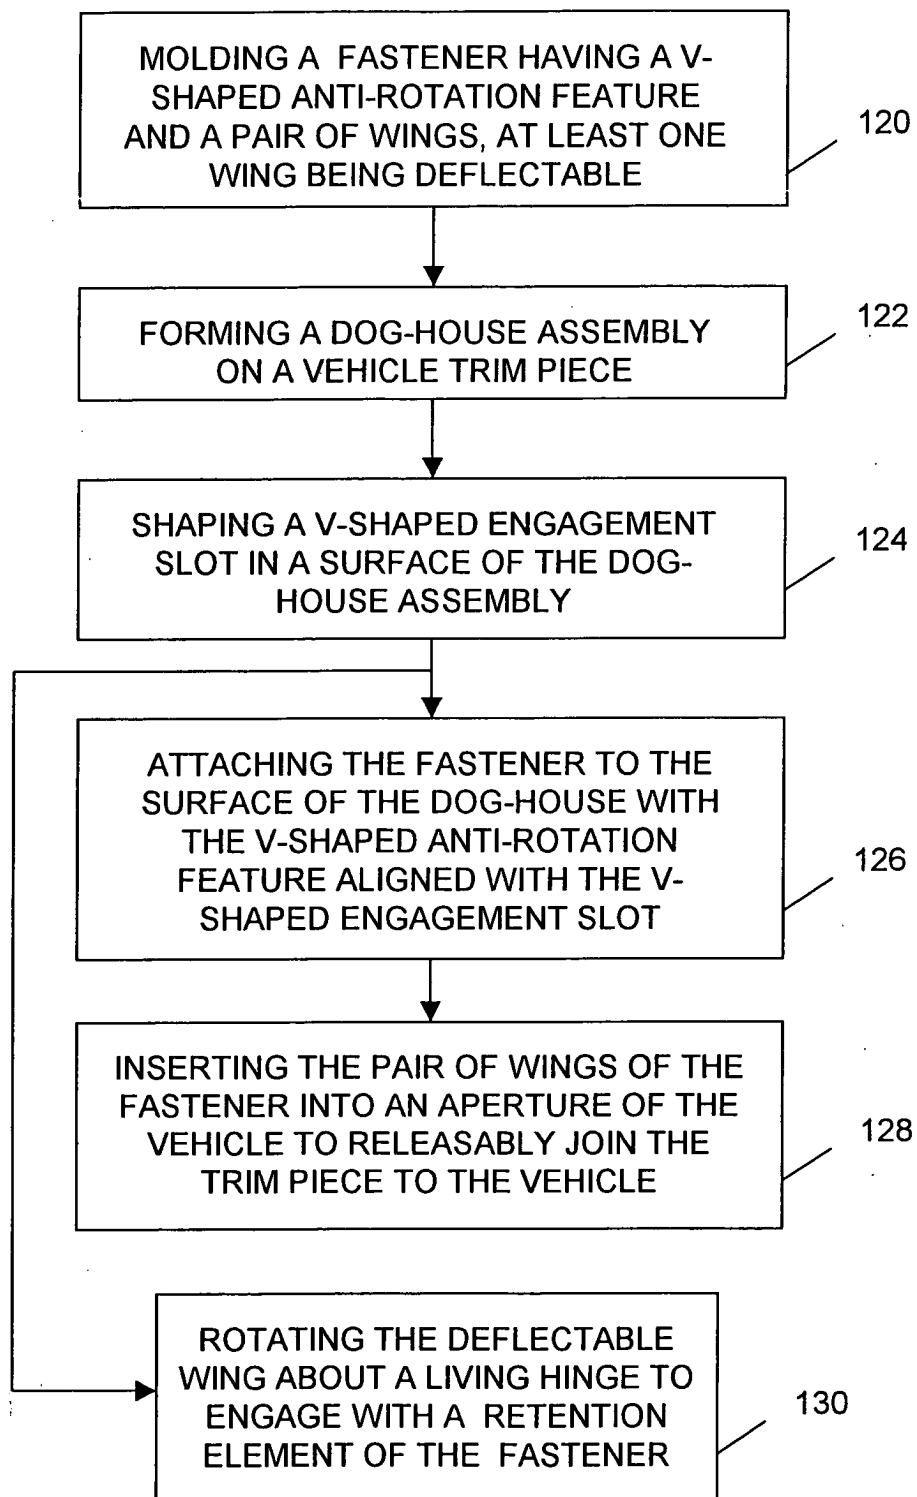 MOLDING A FASTENER HAVING A V-
SHAPED ANTI-ROTATION FEATURE
AND A PAIR OF WINGS, AT LEAST ONE
WING BEING DEFLECTABLE
120
FORMING A DOG-HOUSE ASSEMBLY
ON A VEHICLE TRIM PIECE
122
SHAPING A V-SHAPED ENGAGEMENT
SLOT IN A SURFACE OF THE DOG-
HOUSE ASSEMBLY
124
ATTACHING THE FASTENER TO THE
SURFACE OF THE DOG-HOUSE WITH
THE V-SHAPED ANTI-ROTATION
FEATURE ALIGNED WITH THE V-
SHAPED ENGAGEMENT SLOT
126
INSERTING THE PAIR OF WINGS OF THE
FASTENER INTO AN APERTURE OF THE
VEHICLE TO RELEASABLY JOIN THE
TRIM PIECE TO THE VEHICLE
128
ROTATING THE DEFLECTABLE
WING ABOUT A LIVING HINGE TO
ENGAGE WITH A RETENTION
ELEMENT OF THE FASTENER
130